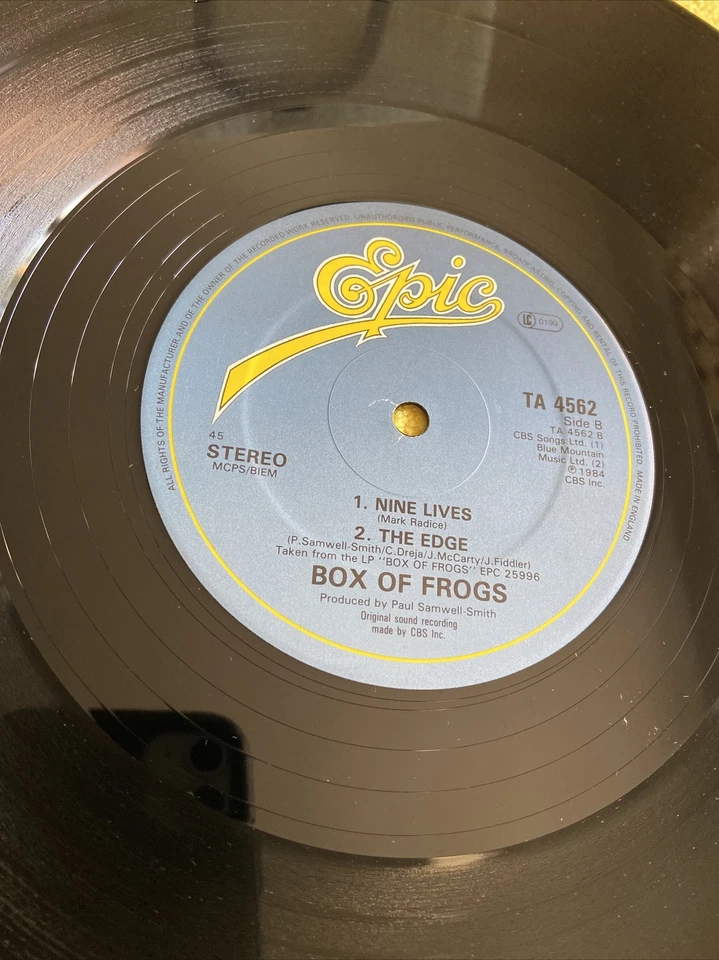 ALL RIGHTS OF THE MANUFACTURER AND OF THE OWNER OF THE RECORDED WORK RESERVED. UNAUTHORISED PUBLIC PERFORMANCE, BROADCASTING, COPYING AND RENTAL OF THIS RECORD PROHIBITED. MADE IN ENGLAND
Epic
LC 0199
TA 4562
Side B
TA 4562 B
CBS Songs Ltd. (1)
Blue Mountain
Music Ltd. (2)
℗ 1984
CBS Inc.
45
STEREO
MCPS/BIEM
1. NINE LIVES
(Mark Radice)
2. THE EDGE
(P.Samwell-Smith/C.Dreja/J.McCarty/J.Fiddler)
Taken from the LP "BOX OF FROGS" EPC 25996
BOX OF FROGS
Produced by Paul Samwell-Smith
Original sound recording
made by CBS Inc.